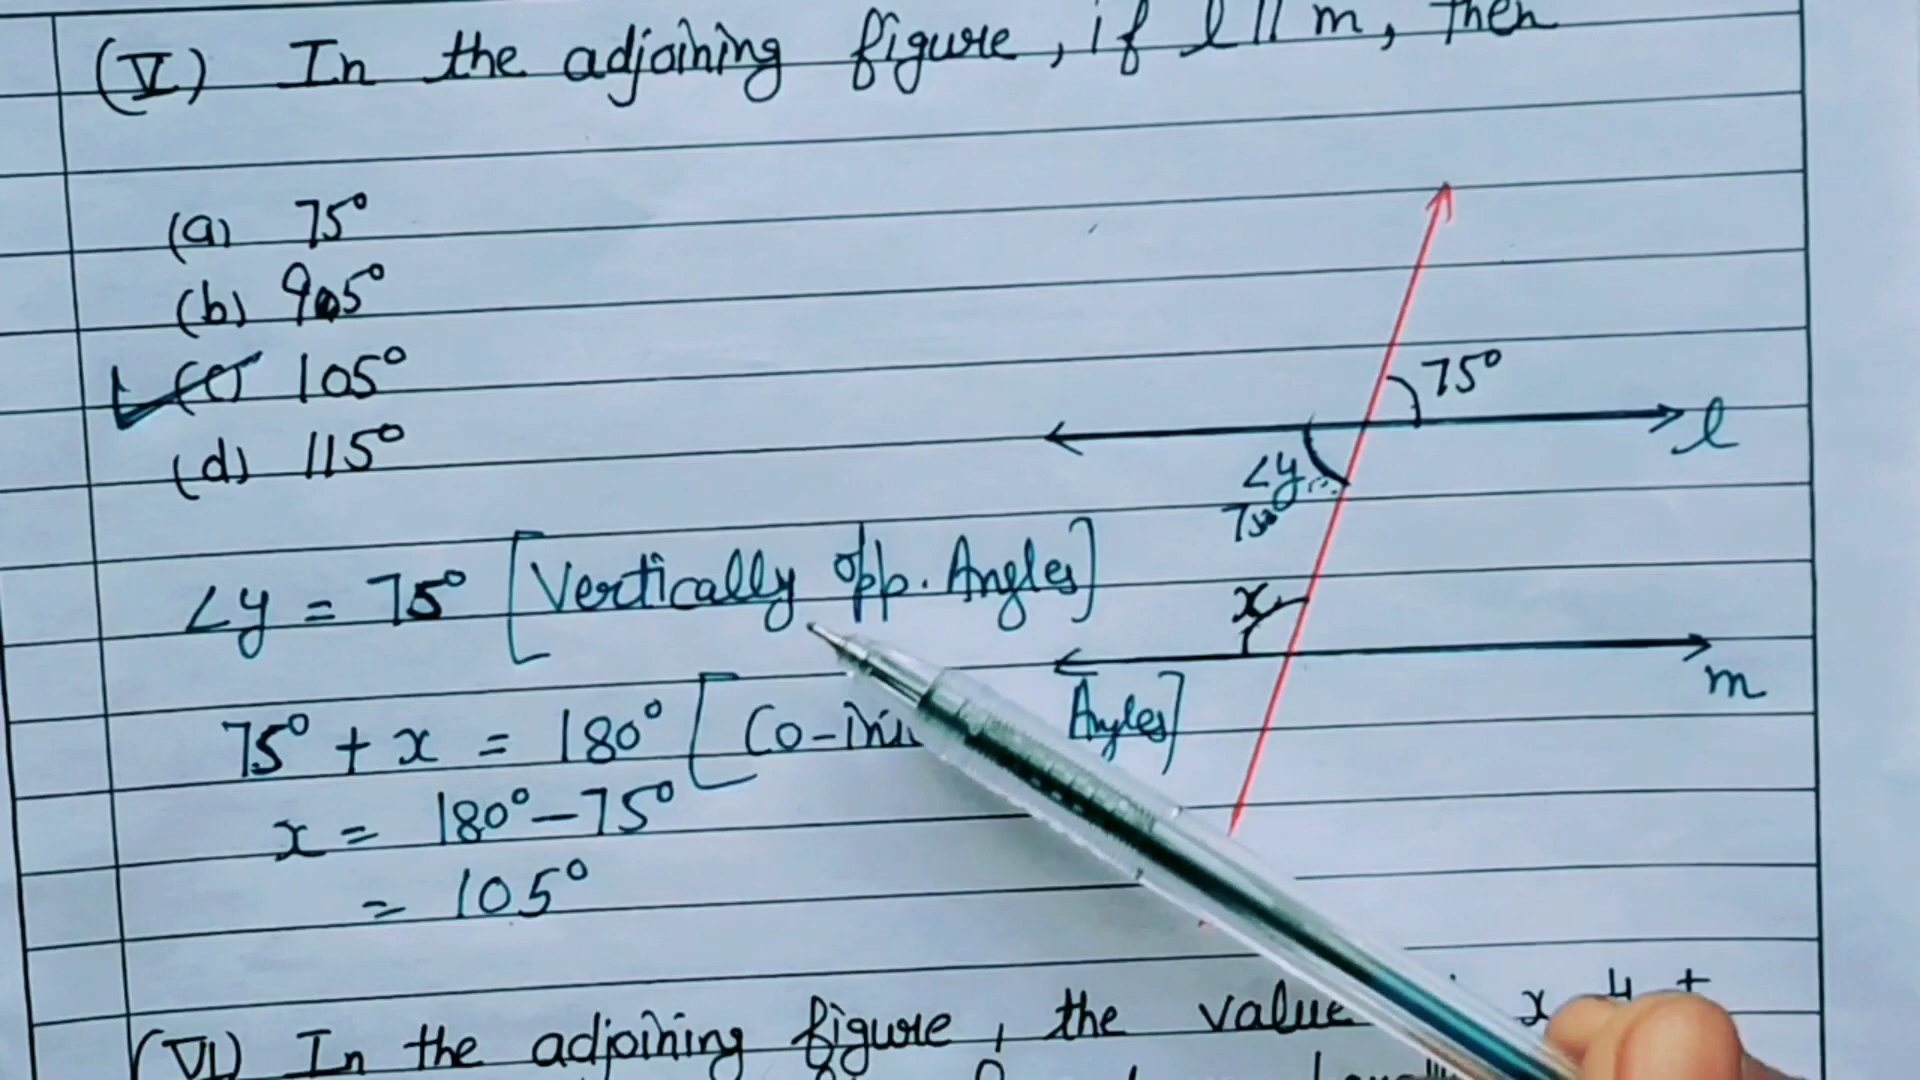 (V) In the adjoining figure, if l || m, then
(a) 75°
(b) 95°
(c) 105°
(d) 115°
75°
l
∠y
75°
x
m
∠y = 75° [Vertically opp. Angles]
75° + x = 180° [Co- Angles]
x = 180° - 75°
= 105°
(VI) In the adjoining figure, the value x y